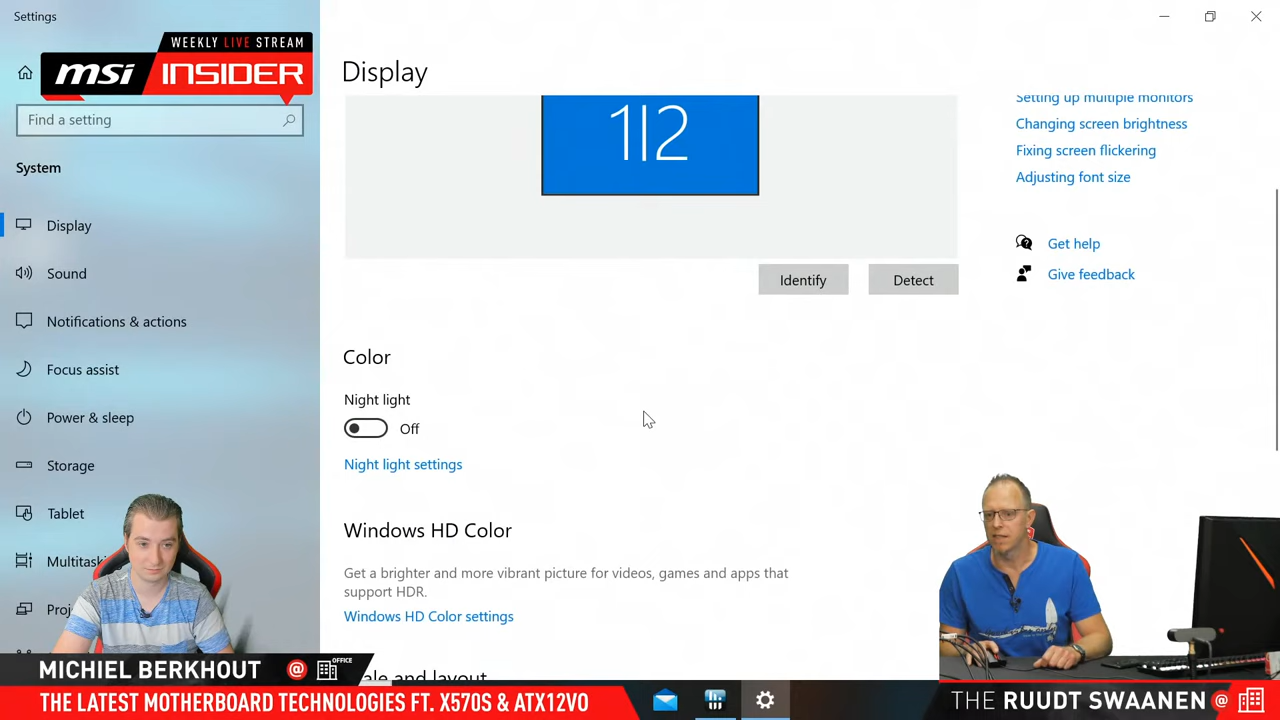 Settings
WEEKLY LIVE STREAM
msi INSIDER
Find a setting
System
Display
Sound
Notifications & actions
Focus assist
Power & sleep
Storage
Tablet
Display
1|2
Identify
Detect
Color
Night light
Off
Night light settings
Windows HD Color
Get a brighter and more vibrant picture for videos, games and apps that
support HDR.
Windows HD Color settings
Setting up multiple monitors
Changing screen brightness
Fixing screen flickering
Adjusting font size
Get help
Give feedback
MICHIEL BERKHOUT @ OFFICE
THE LATEST MOTHERBOARD TECHNOLOGIES FT. X570S & ATX12VO
THE RUUDT SWAANEN @